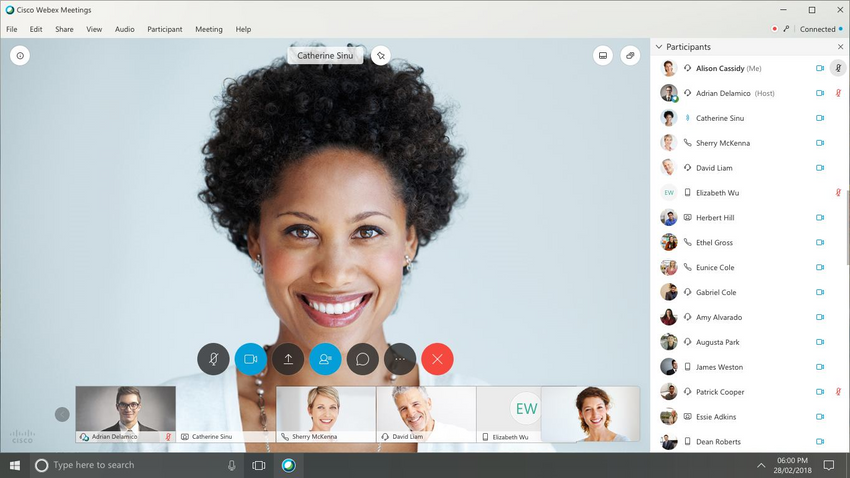 Cisco Webex Meetings
File Edit Share View Audio Participant Meeting Help
Connected
Catherine Sinu
Participants
Alison Cassidy (Me)
Adrian Delamico (Host)
Catherine Sinu
Sherry McKenna
David Liam
EW Elizabeth Wu
Herbert Hill
Ethel Gross
Eunice Cole
Gabriel Cole
Amy Alvarado
Augusta Park
James Weston
Patrick Cooper
Essie Adkins
Dean Roberts
EW
Adrian Delamico
Catherine Sinu
Sherry McKenna
David Liam
Elizabeth Wu
CISCO
Type here to search
06:00 PM
28/02/2018